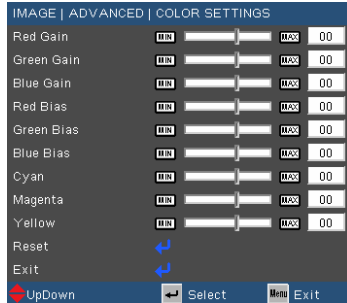 IMAGE | ADVANCED | COLOR SETTINGS
Red Gain MIN MAX 00
Green Gain MIN MAX 00
Blue Gain MIN MAX 00
Red Bias MIN MAX 00
Green Bias MIN MAX 00
Blue Bias MIN MAX 00
Cyan MIN MAX 00
Magenta MIN MAX 00
Yellow MIN MAX 00
Reset
Exit
UpDown Select Menu Exit